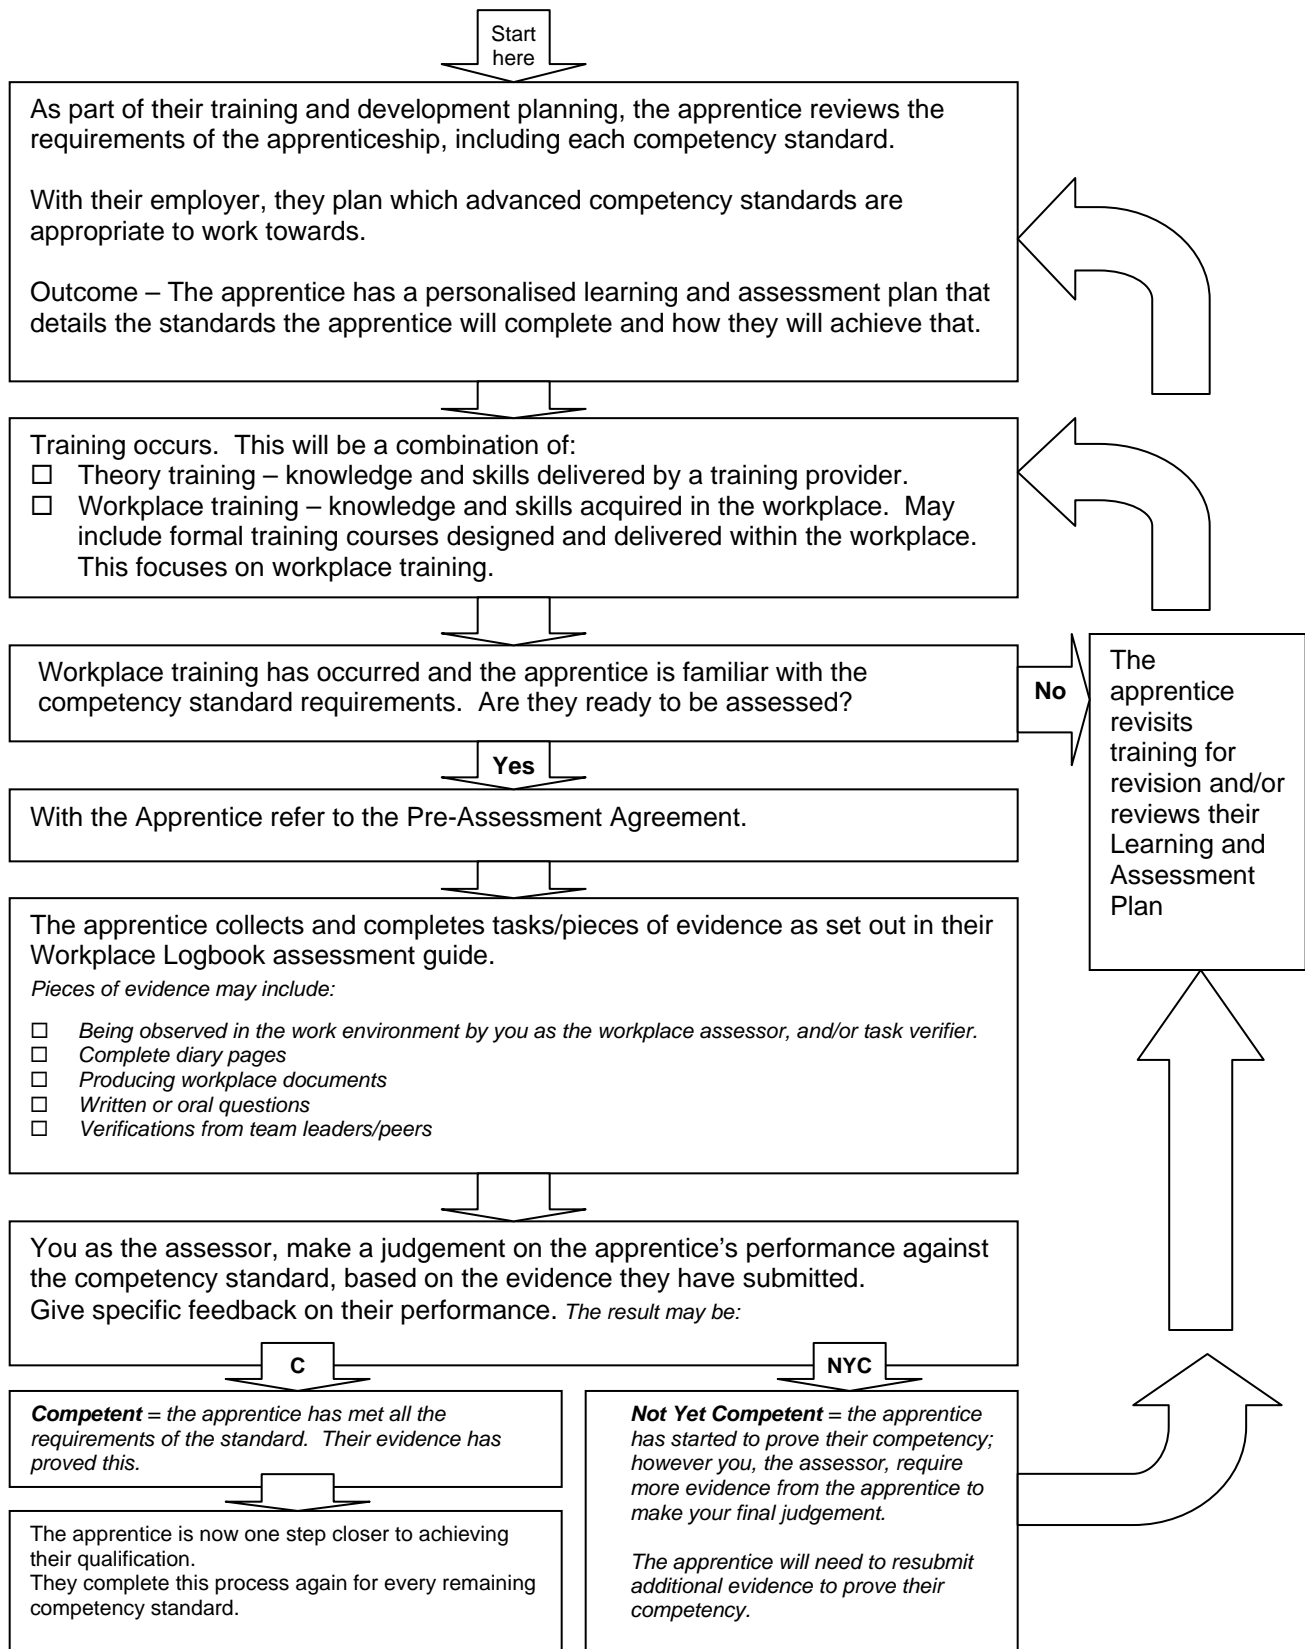 Start
here
As part of their training and development planning, the apprentice reviews the
requirements of the apprenticeship, including each competency standard.
With their employer, they plan which advanced competency standards are
appropriate to work towards.
Outcome – The apprentice has a personalised learning and assessment plan that
details the standards the apprentice will complete and how they will achieve that.
Training occurs.  This will be a combination of:
☐ Theory training – knowledge and skills delivered by a training provider.
☐ Workplace training – knowledge and skills acquired in the workplace.  May
include formal training courses designed and delivered within the workplace.
This focuses on workplace training.
Workplace training has occurred and the apprentice is familiar with the
competency standard requirements.  Are they ready to be assessed?
No
The
apprentice
revisits
training for
revision and/or
reviews their
Learning and
Assessment
Plan
Yes
With the Apprentice refer to the Pre-Assessment Agreement.
The apprentice collects and completes tasks/pieces of evidence as set out in their
Workplace Logbook assessment guide.
Pieces of evidence may include:
☐ Being observed in the work environment by you as the workplace assessor, and/or task verifier.
☐ Complete diary pages
☐ Producing workplace documents
☐ Written or oral questions
☐ Verifications from team leaders/peers
You as the assessor, make a judgement on the apprentice's performance against
the competency standard, based on the evidence they have submitted.
Give specific feedback on their performance. The result may be:
C
Competent = the apprentice has met all the
requirements of the standard.  Their evidence has
proved this.
The apprentice is now one step closer to achieving
their qualification.
They complete this process again for every remaining
competency standard.
NYC
Not Yet Competent = the apprentice
has started to prove their competency;
however you, the assessor, require
more evidence from the apprentice to
make your final judgement.
The apprentice will need to resubmit
additional evidence to prove their
competency.